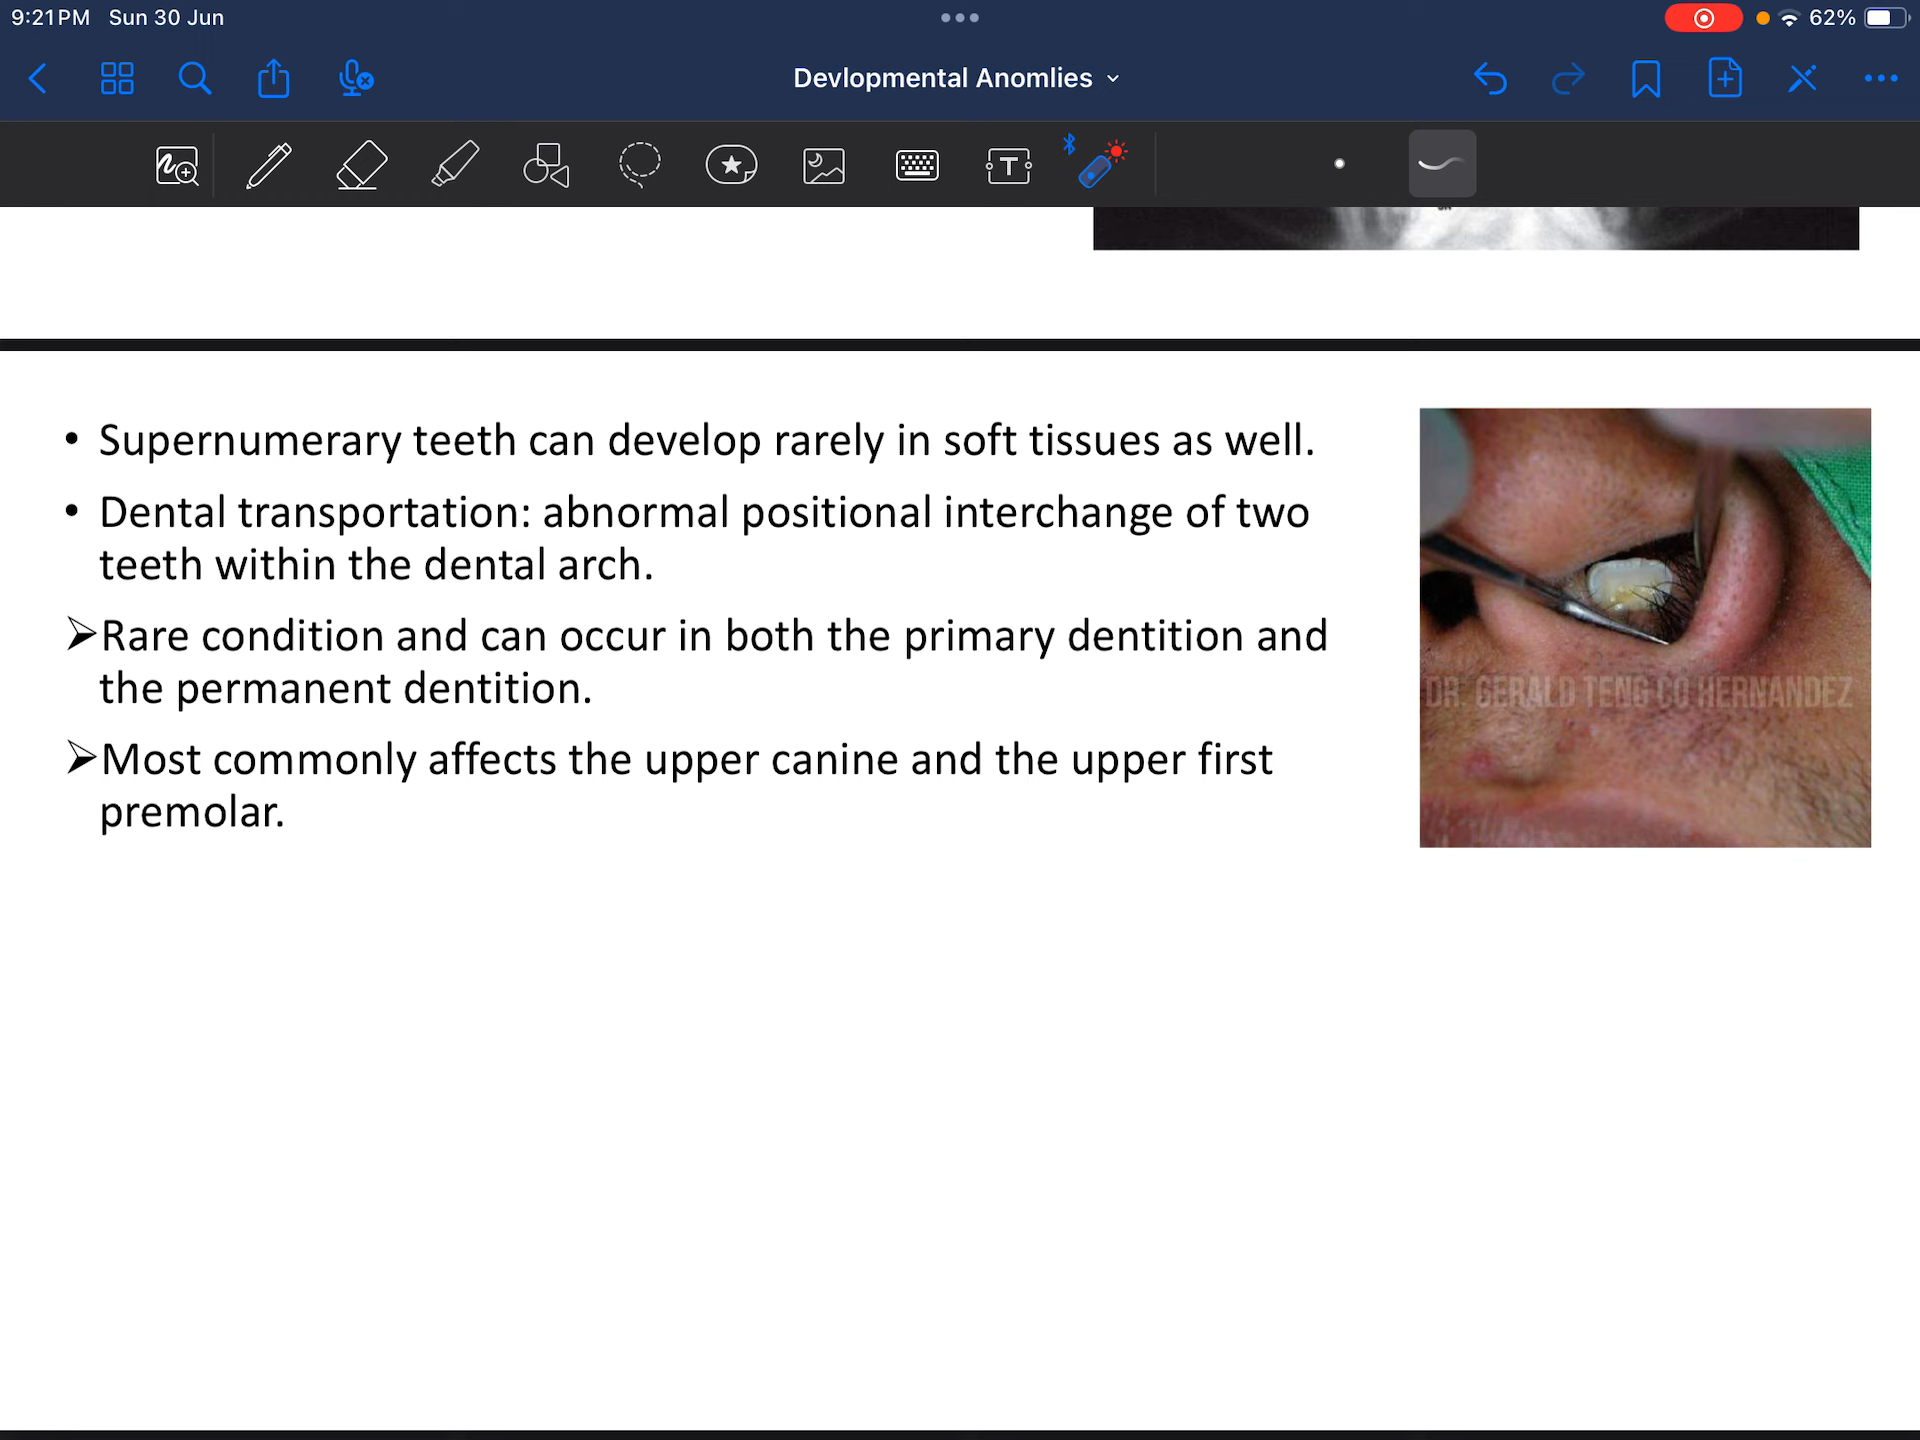 9:21PM Sun 30 Jun
62%
Devlopmental Anomlies
T
• Supernumerary teeth can develop rarely in soft tissues as well.
• Dental transportation: abnormal positional interchange of two
teeth within the dental arch.
➢Rare condition and can occur in both the primary dentition and
the permanent dentition.
➢Most commonly affects the upper canine and the upper first
premolar.
DR. GERALD TENG CO HERNANDEZ